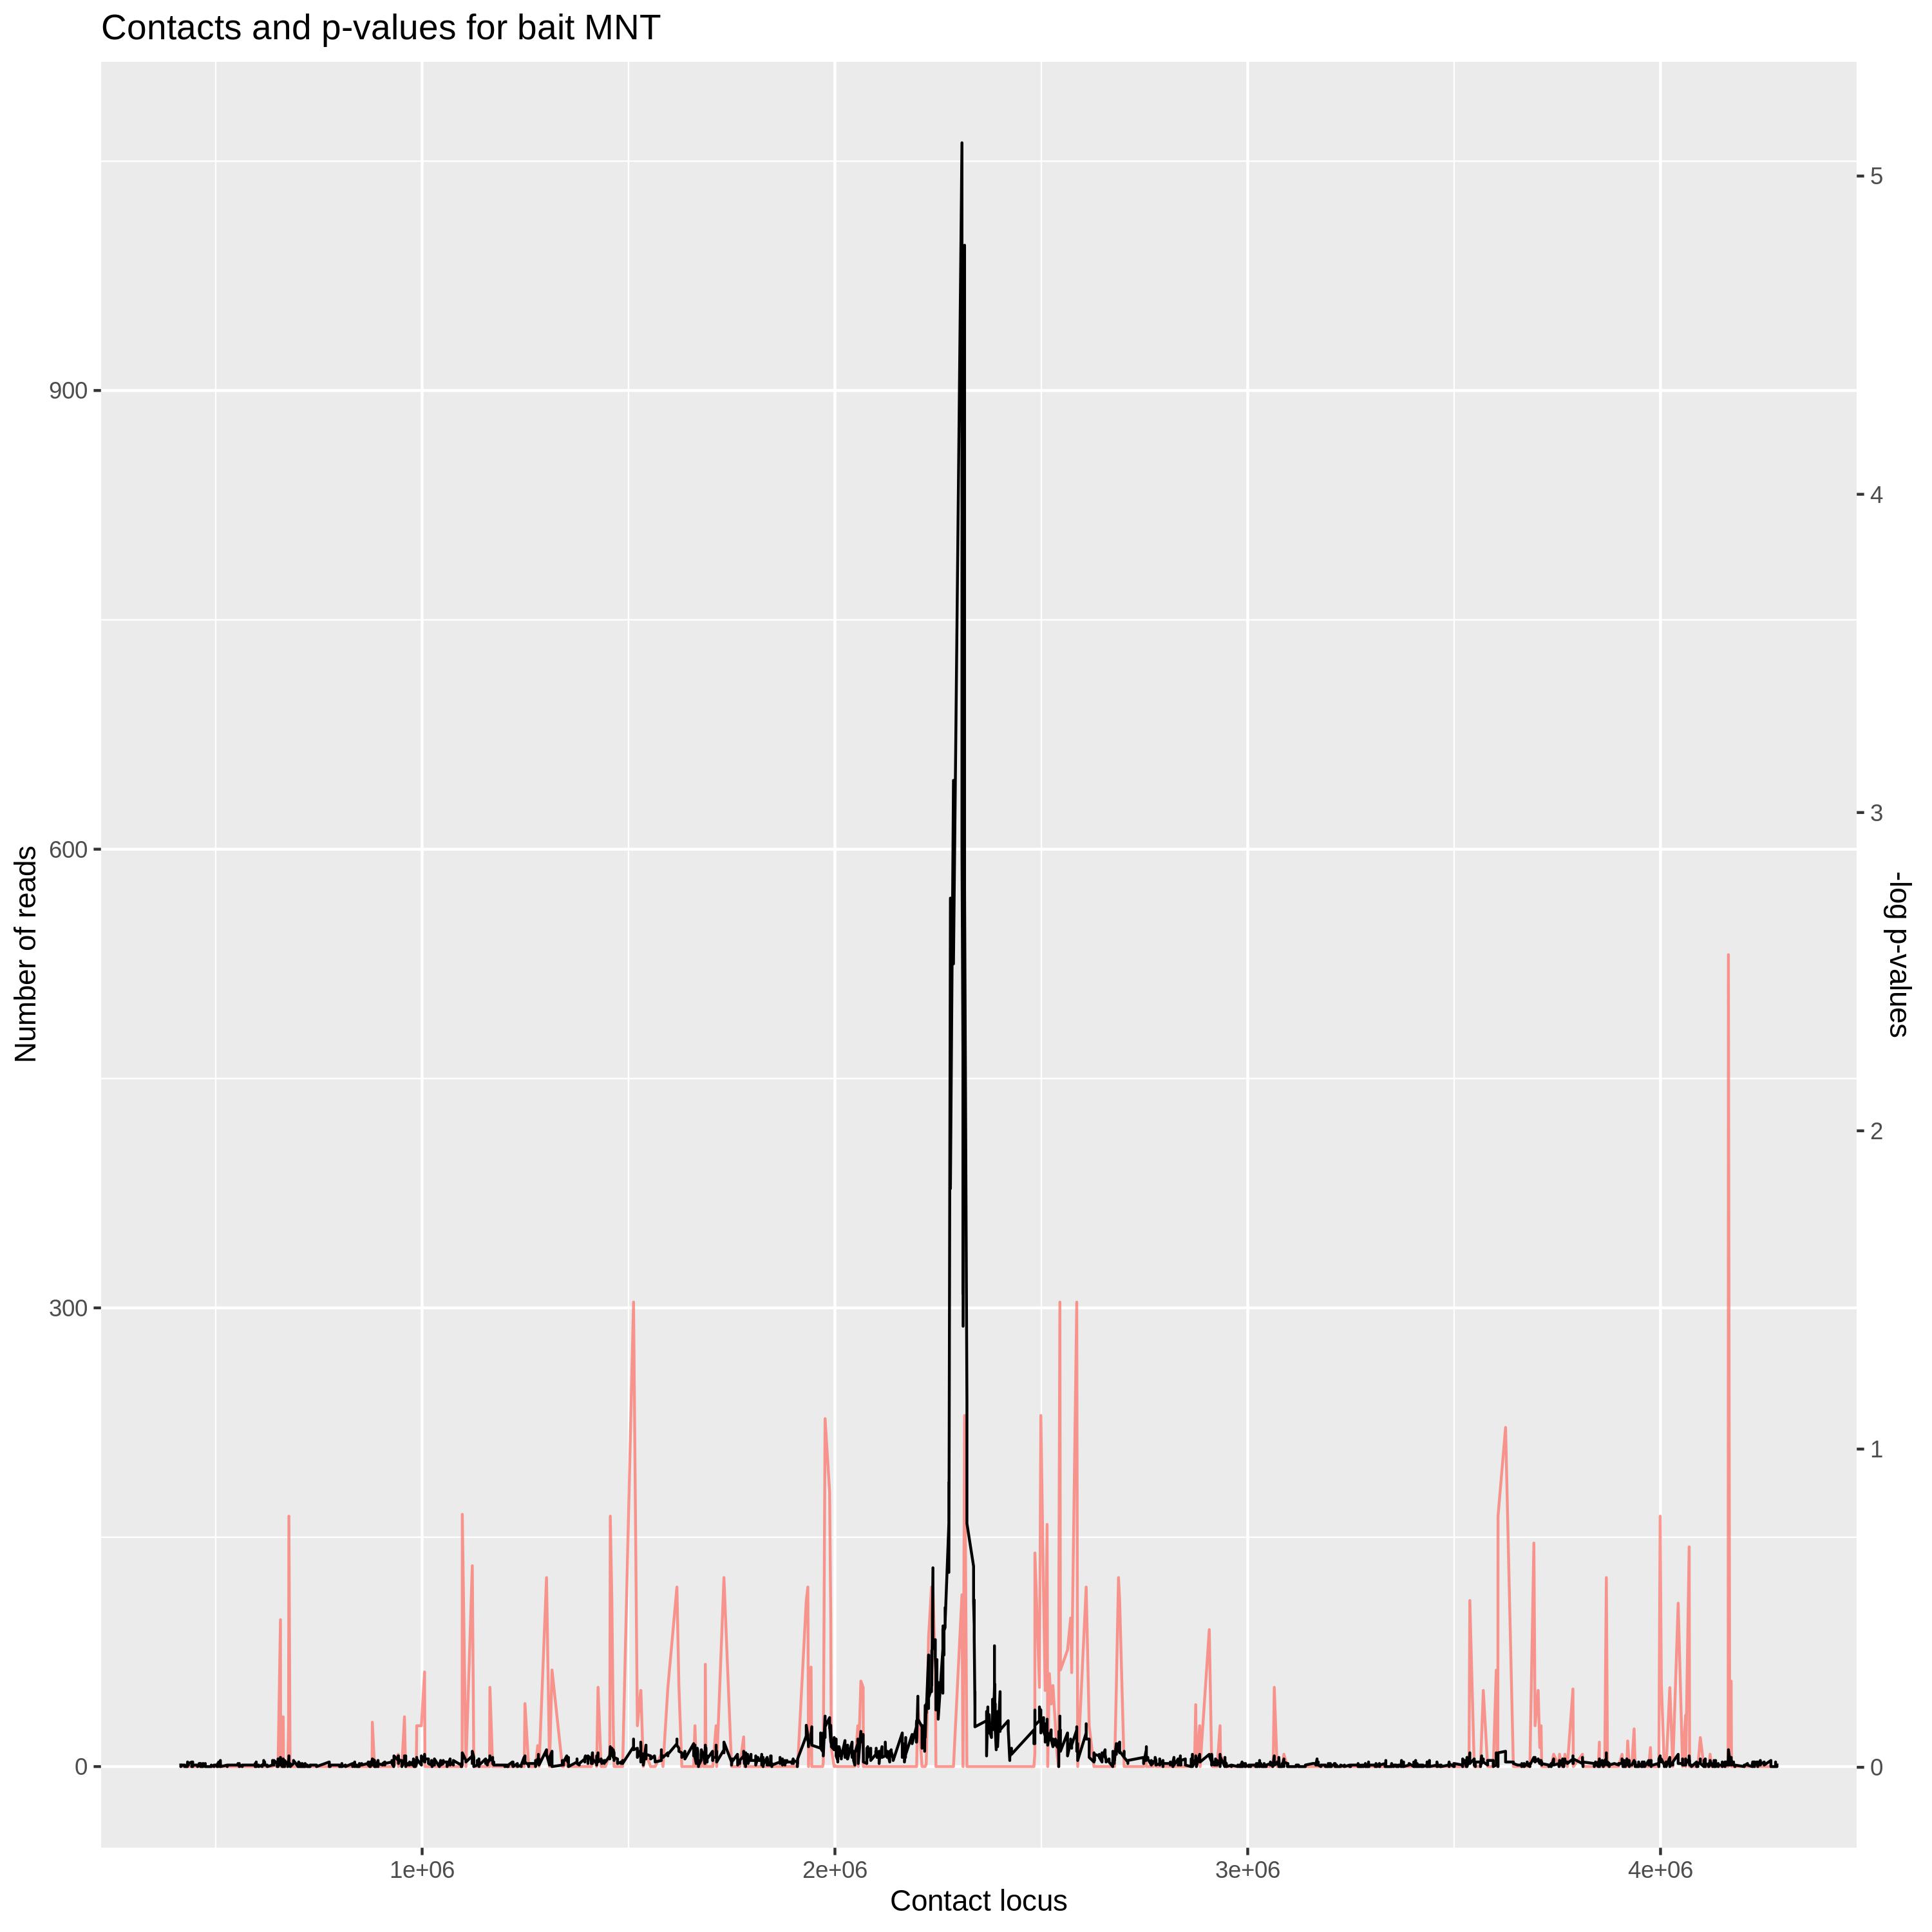 Contacts and p-values for bait MNT
900
600
300
0
Number of reads
5
4
3
2
1
0
-log p-values
1e+06
2e+06
3e+06
4e+06
Contact locus